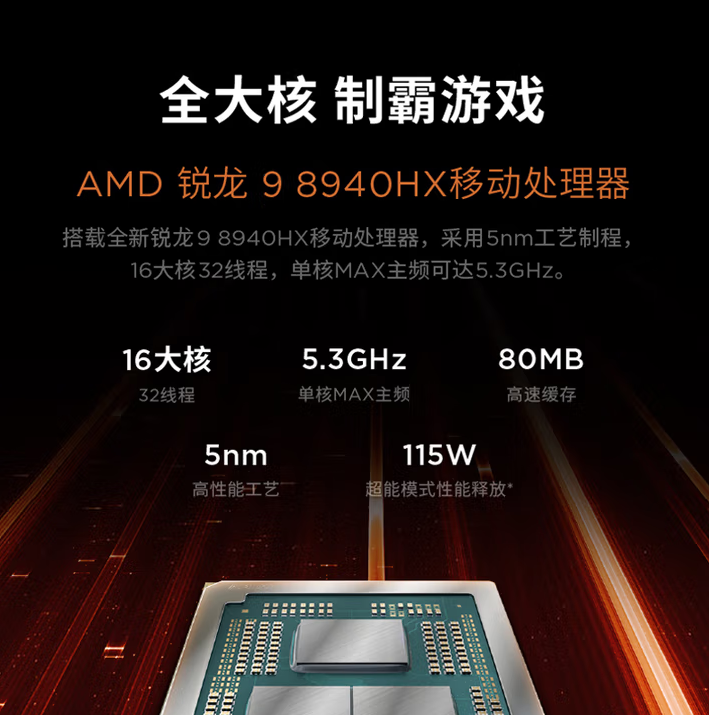 全大核 制霸游戏
AMD 锐龙 9 8940HX移动处理器
搭载全新锐龙9 8940HX移动处理器，采用5nm工艺制程，
16大核32线程，单核MAX主频可达5.3GHz。
16大核 5.3GHz 80MB
32线程 单核MAX主频 高速缓存
5nm 115W
高性能工艺 超能模式性能释放*